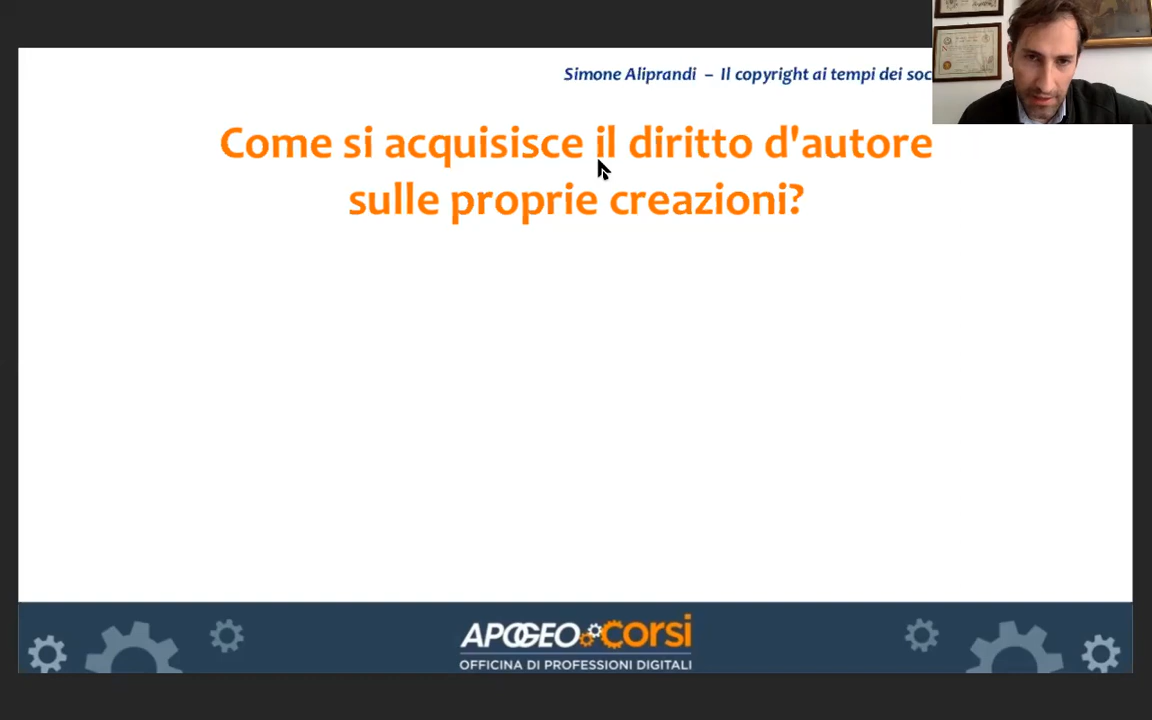 Simone Aliprandi – Il copyright ai tempi dei
Come si acquisisce il diritto d'autore
sulle proprie creazioni?
APOGEO CORSI
OFFICINA DI PROFESSIONI DIGITALI